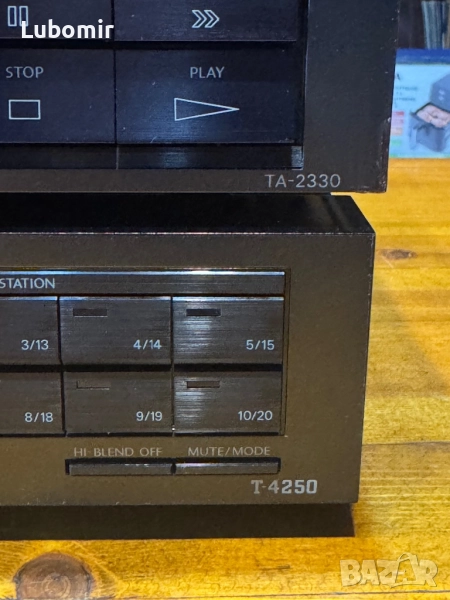 Lubomir
STOP PLAY
TA-2330
STATION
3/13 4/14 5/15
8/18 9/19 10/20
HI BLEND OFF MUTE/MODE
T-4250
BAZAR